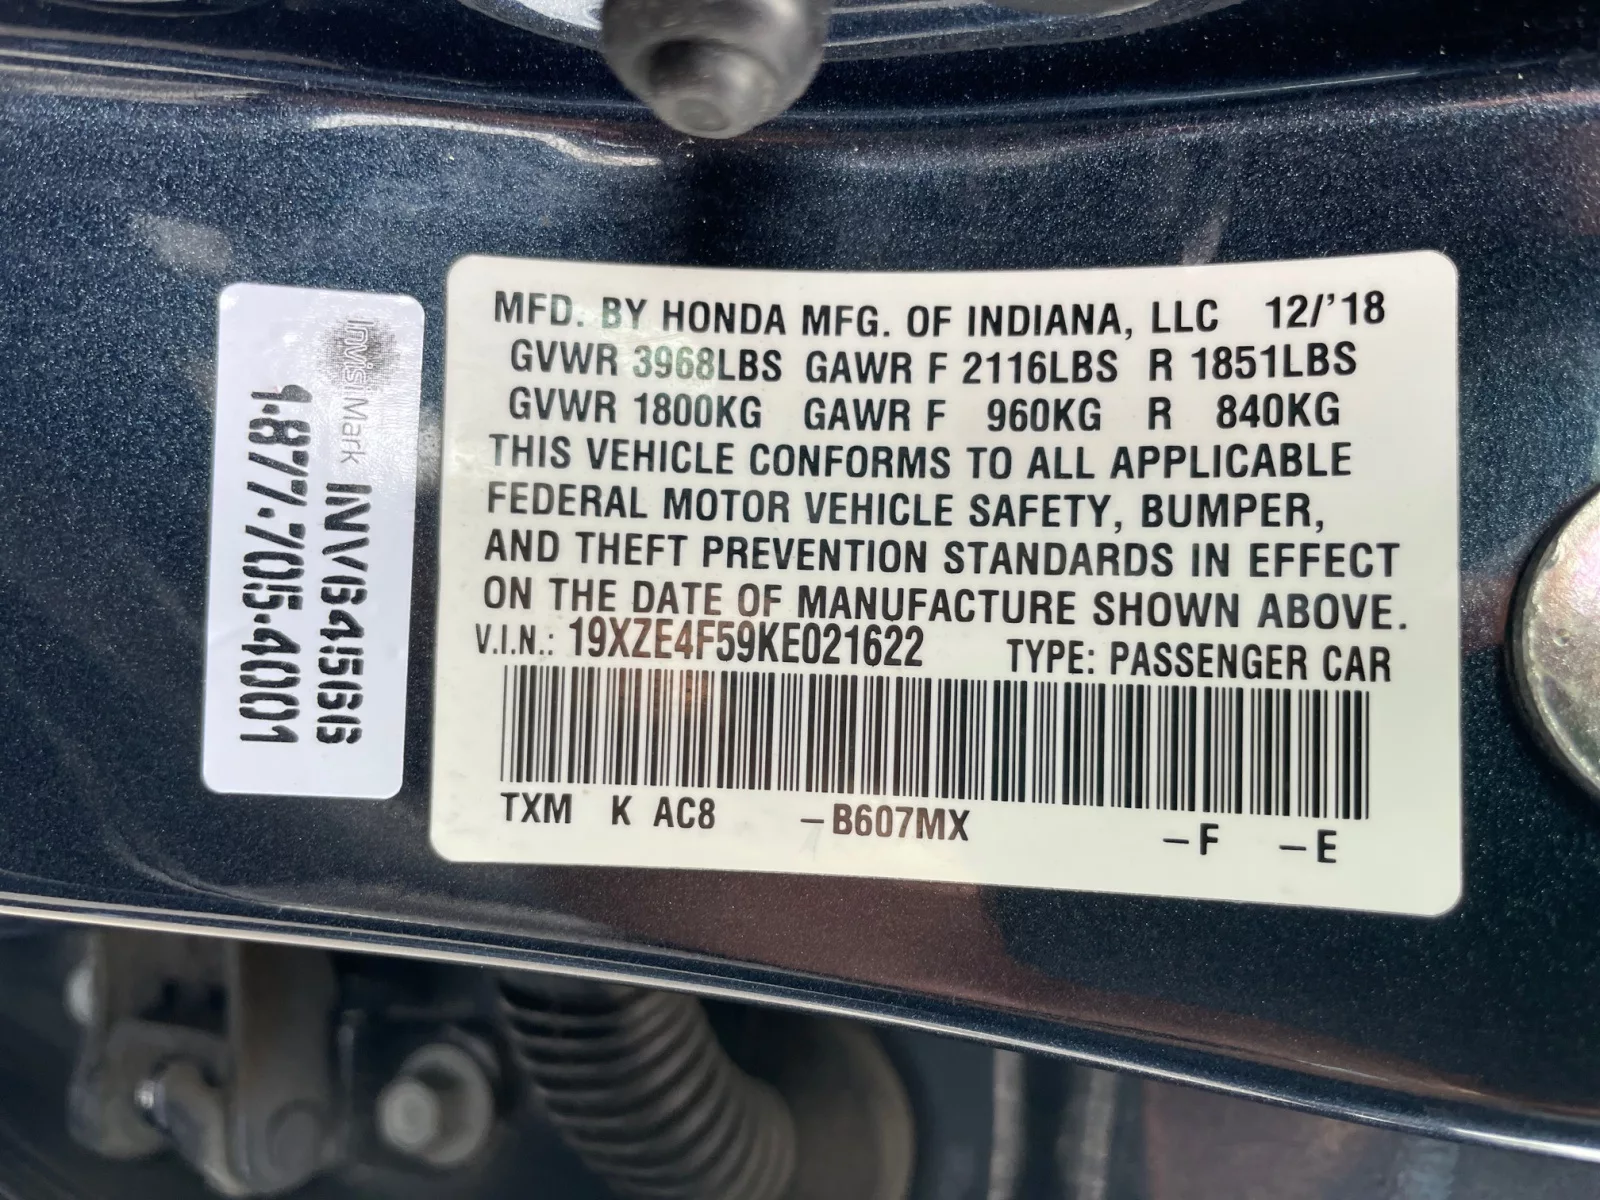 MFD. BY HONDA MFG. OF INDIANA, LLC 12/'18
GVWR 3968LBS GAWR F 2116LBS R 1851LBS
GVWR 1800KG GAWR F 960KG R 840KG
THIS VEHICLE CONFORMS TO ALL APPLICABLE
FEDERAL MOTOR VEHICLE SAFETY, BUMPER,
AND THEFT PREVENTION STANDARDS IN EFFECT
ON THE DATE OF MANUFACTURE SHOWN ABOVE.
V.I.N.: 19XZE4F59KE021622 TYPE: PASSENGER CAR
TXM K AC8 –B607MX –F –E
InvisiMark INV641566
1.877.705.4001